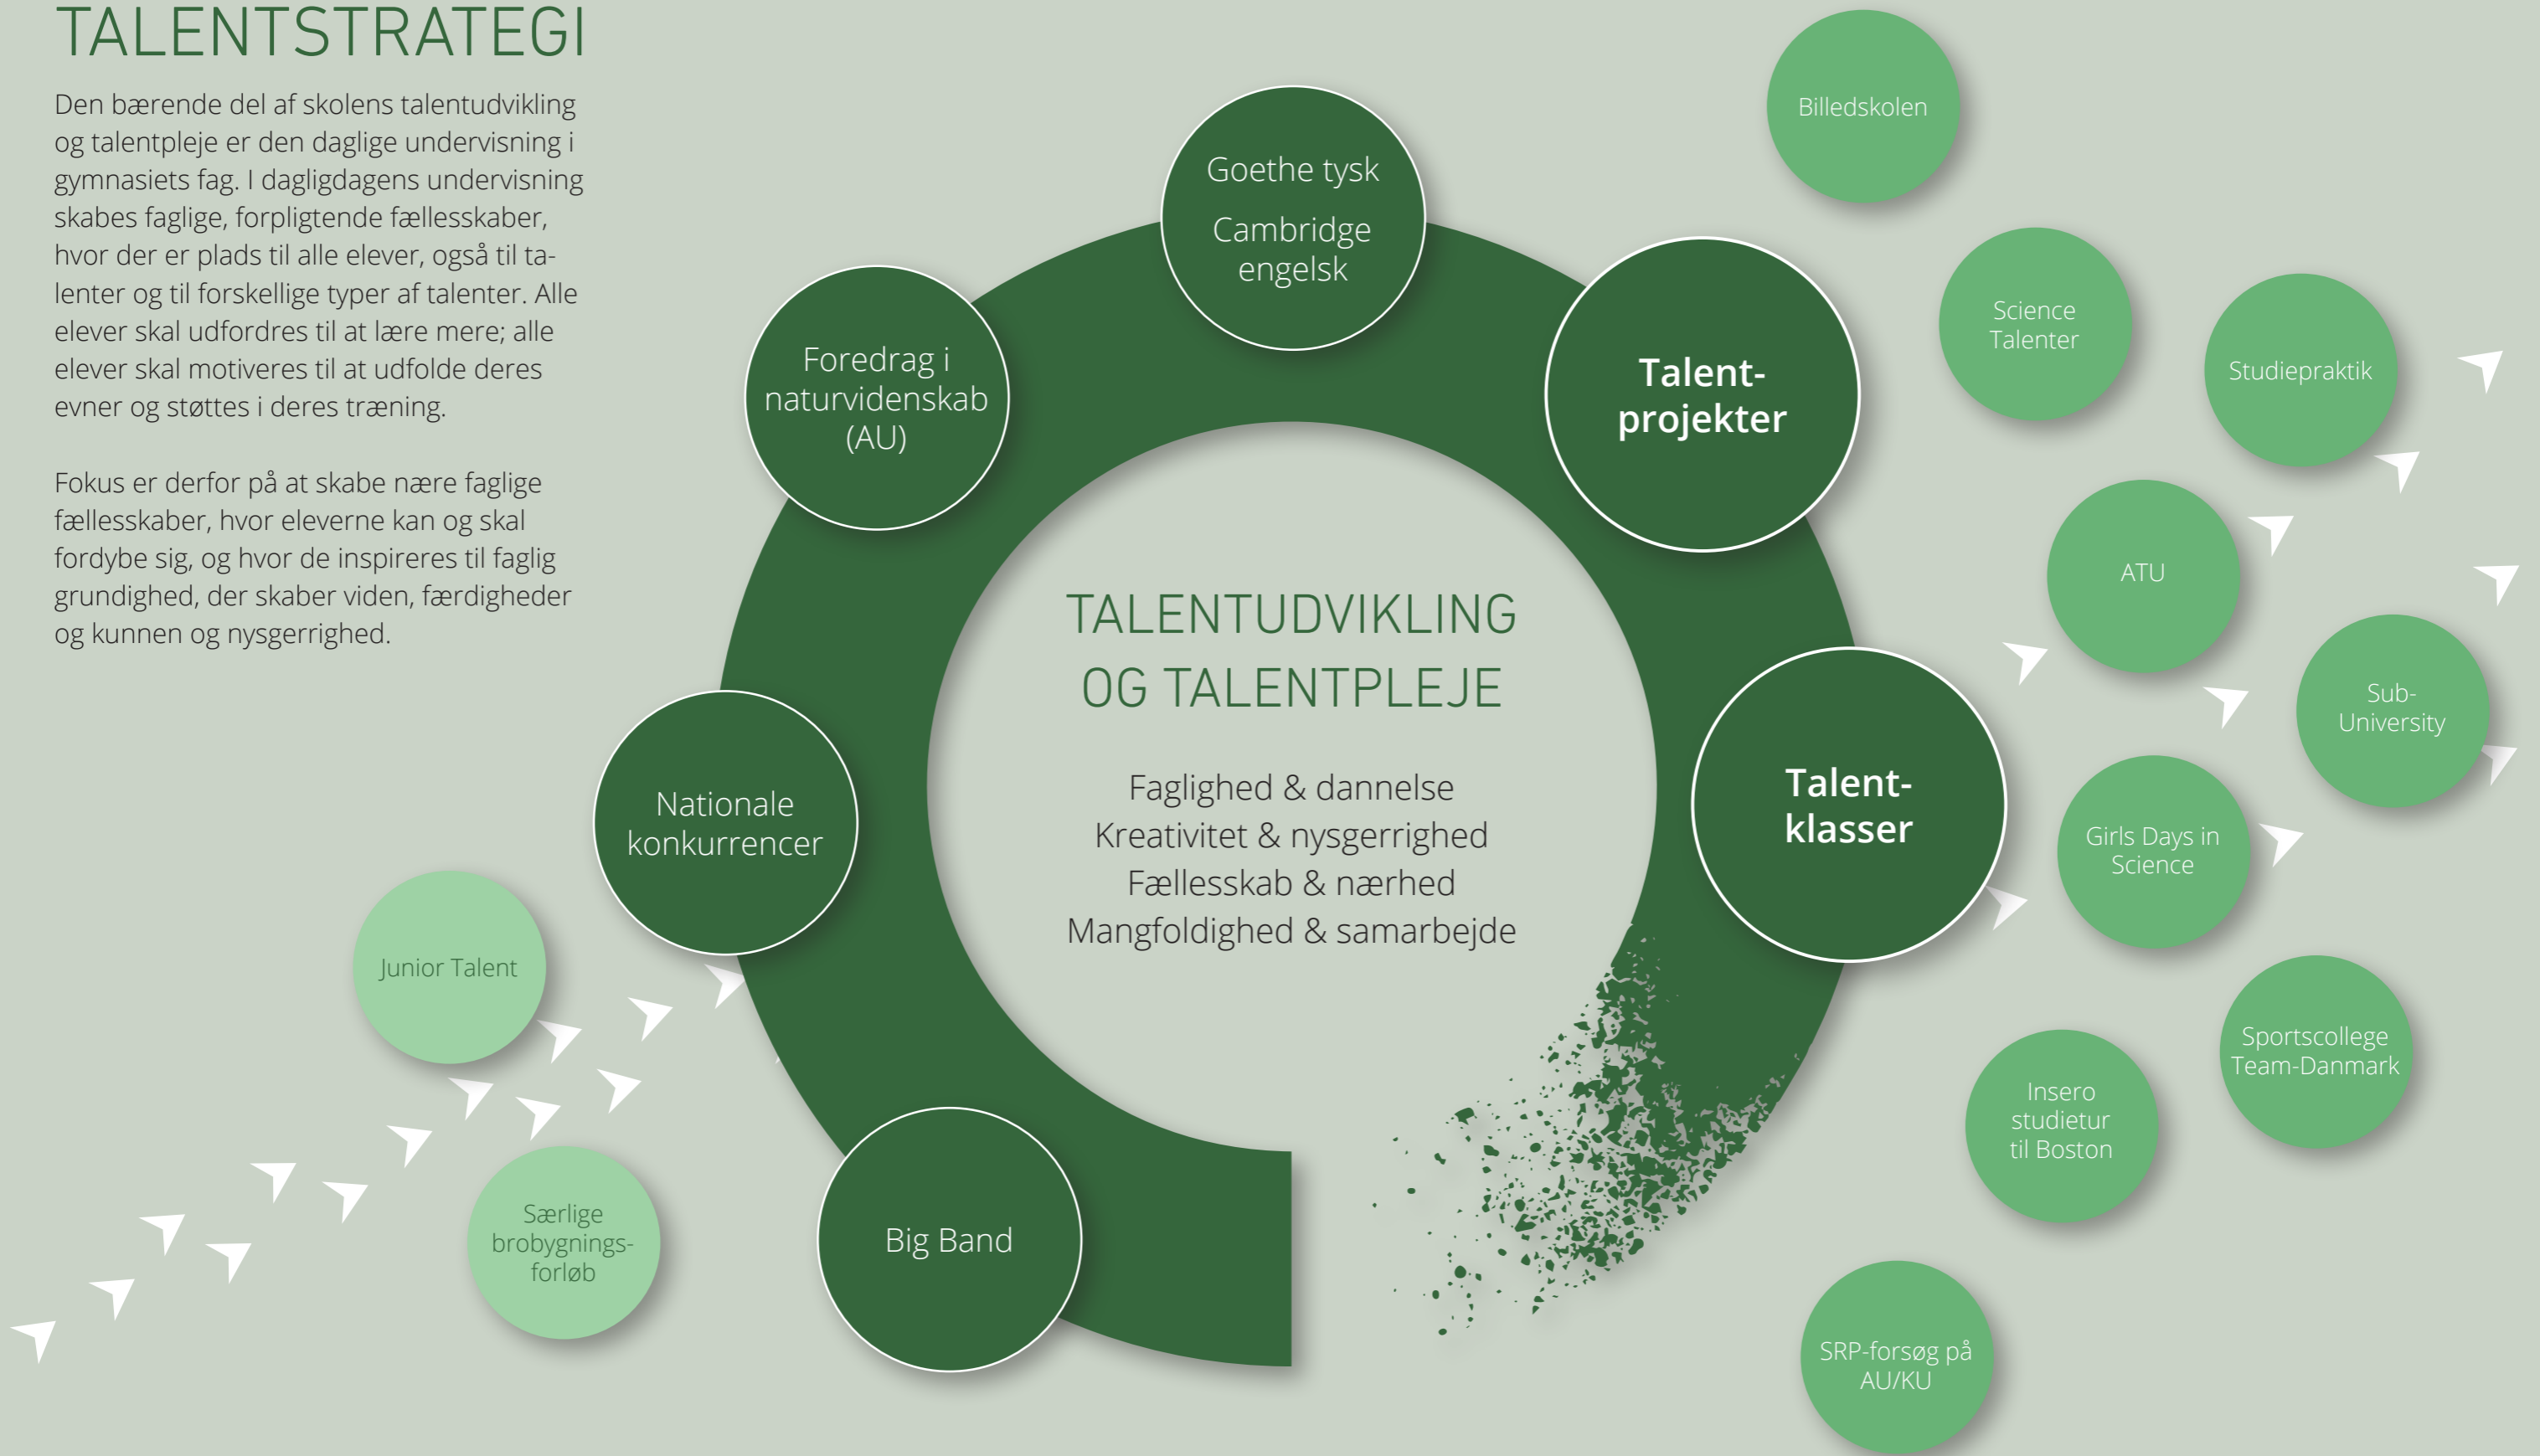 TALENTSTRATEGI
Den bærende del af skolens talentudvikling
og talentpleje er den daglige undervisning i
gymnasiets fag. I dagligdagens undervisning
skabes faglige, forpligtende fællesskaber,
hvor der er plads til alle elever, også til ta-
lenter og til forskellige typer af talenter. Alle
elever skal udfordres til at lære mere; alle
elever skal motiveres til at udfolde deres
evner og støttes i deres træning.
Fokus er derfor på at skabe nære faglige
fællesskaber, hvor eleverne kan og skal
fordybe sig, og hvor de inspireres til faglig
grundighed, der skaber viden, færdigheder
og kunnen og nysgerrighed.
Junior Talent
Særlige
brobygnings-
forløb
Big Band
Nationale
konkurrencer
Foredrag i
naturvidenskab
(AU)
Goethe tysk
Cambridge
engelsk
Talent-
projekter
Talent-
klasser
TALENTUDVIKLING
OG TALENTPLEJE
Faglighed & dannelse
Kreativitet & nysgerrighed
Fællesskab & nærhed
Mangfoldighed & samarbejde
Billedskolen
Science
Talenter
Studiepraktik
ATU
Sub-
University
Girls Days in
Science
Sportscollege
Team-Danmark
Insero
studietur
til Boston
SRP-forsøg på
AU/KU